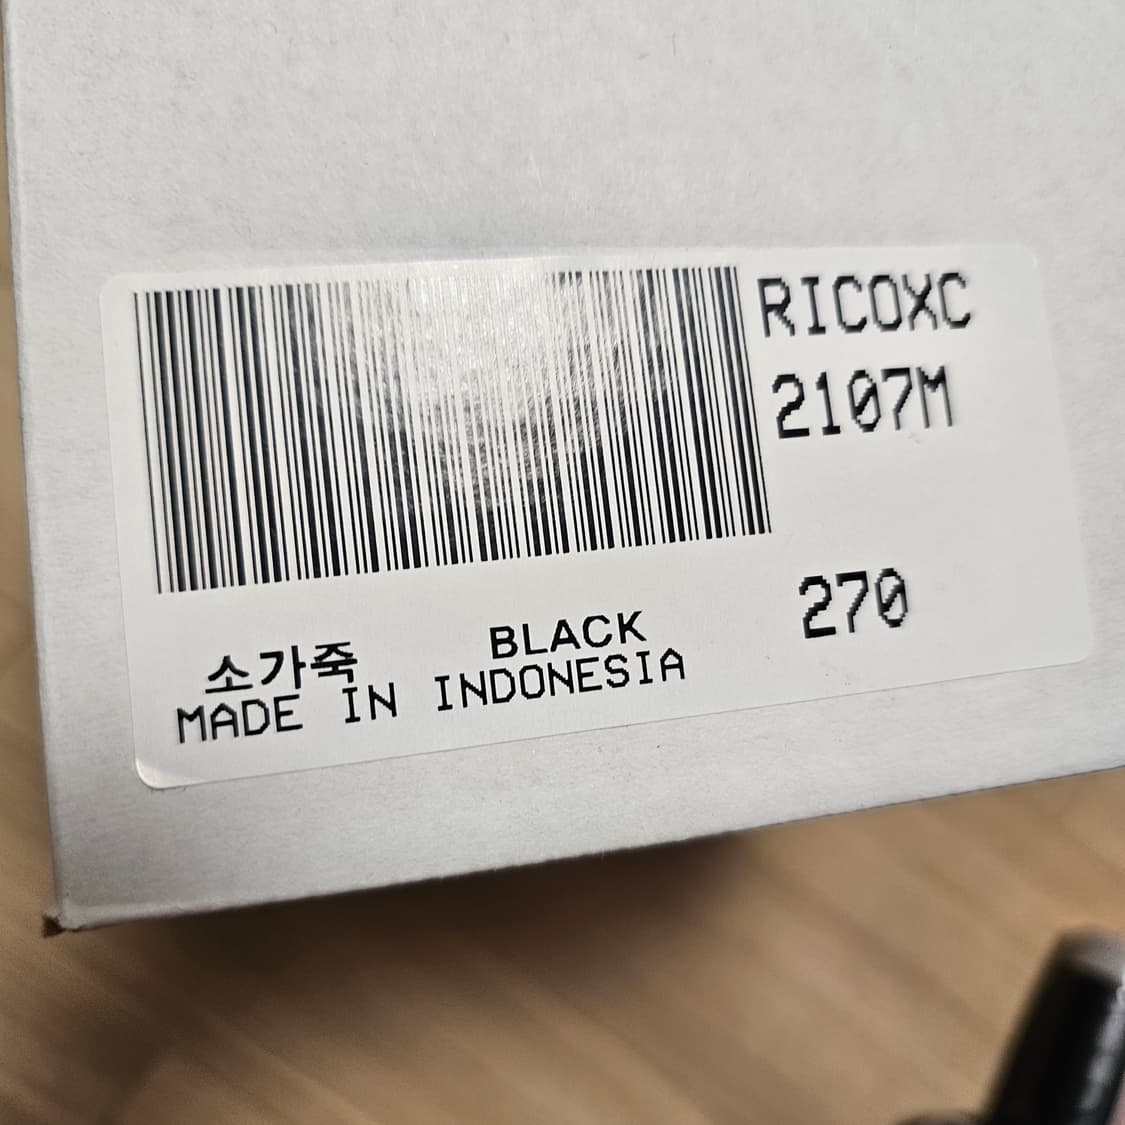 RICOXC
2107M
270
소가죽 BLACK
MADE IN INDONESIA